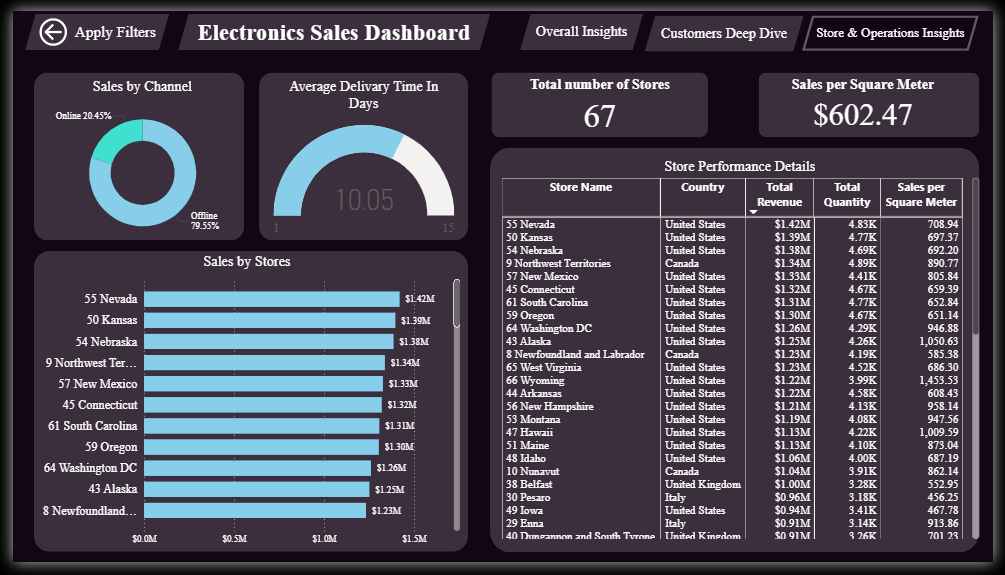 Apply Filters
Electronics Sales Dashboard
Overall Insights
Customers Deep Dive
Store & Operations Insights
Sales by Channel
Online 20.45%
Offline
79.55%
Average Delivary Time In
Days
10.05
1
15
Total number of Stores
67
Sales per Square Meter
$602.47
Sales by Stores
55 Nevada $1.42M
50 Kansas $1.39M
54 Nebraska $1.38M
9 Northwest Ter... $1.34M
57 New Mexico $1.33M
45 Connecticut $1.32M
61 South Carolina $1.31M
59 Oregon $1.30M
64 Washington DC $1.26M
43 Alaska $1.25M
8 Newfoundland... $1.23M
$0.0M $0.5M $1.0M $1.5M
Store Performance Details
Store Name Country Total Revenue Total Quantity Sales per Square Meter
55 Nevada United States $1.42M 4.83K 708.94
50 Kansas United States $1.39M 4.77K 697.37
54 Nebraska United States $1.38M 4.69K 692.20
9 Northwest Territories Canada $1.34M 4.89K 890.77
57 New Mexico United States $1.33M 4.41K 805.84
45 Connecticut United States $1.32M 4.67K 659.39
61 South Carolina United States $1.31M 4.77K 652.84
59 Oregon United States $1.30M 4.67K 651.14
64 Washington DC United States $1.26M 4.29K 946.88
43 Alaska United States $1.25M 4.26K 1,050.63
8 Newfoundland and Labrador Canada $1.23M 4.19K 585.38
65 West Virginia United States $1.23M 4.52K 686.30
66 Wyoming United States $1.22M 3.99K 1,453.53
44 Arkansas United States $1.22M 4.58K 608.43
56 New Hampshire United States $1.21M 4.13K 958.14
53 Montana United States $1.19M 4.08K 947.56
47 Hawaii United States $1.13M 4.22K 1,009.59
51 Maine United States $1.13M 4.10K 873.04
48 Idaho United States $1.06M 4.00K 687.19
10 Nunavut Canada $1.04M 3.91K 862.14
38 Belfast United Kingdom $1.00M 3.28K 552.95
30 Pesaro Italy $0.96M 3.18K 456.25
49 Iowa United States $0.94M 3.41K 467.78
29 Enna Italy $0.91M 3.14K 913.86
40 Dungannon and South Tyrone United Kingdom $0.91M 3.26K 701.23